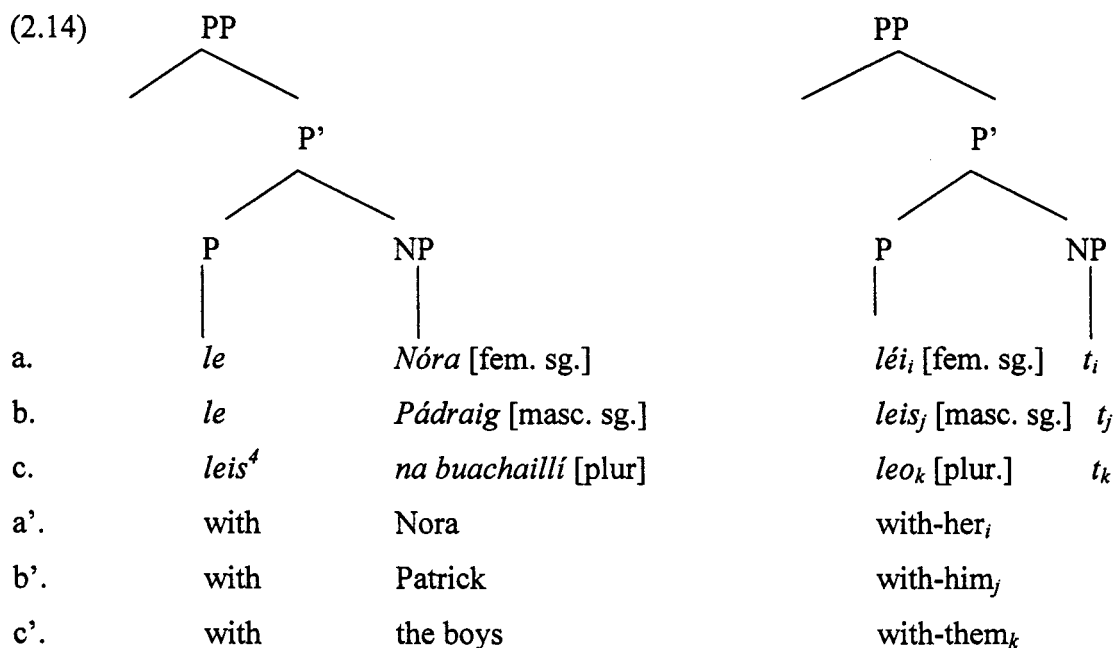 (2.14) PP PP
P’ P’
P NP P NP
a. le Nóra [fem. sg.] léi_i [fem. sg.] t_i
b. le Pádraig [masc. sg.] leis_j [masc. sg.] t_j
c. leis⁴ na buachaillí [plur] leo_k [plur.] t_k
a’. with Nora with-her_i
b’. with Patrick with-him_j
c’. with the boys with-them_k